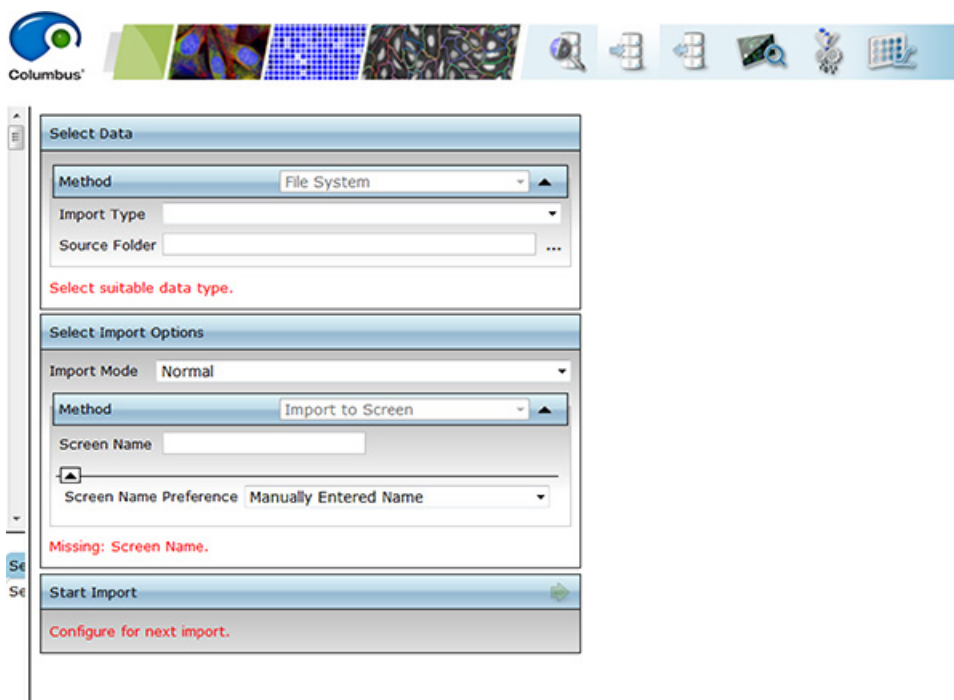 Columbus
Select Data
Method File System
Import Type
Source Folder ...
Select suitable data type.
Select Import Options
Import Mode Normal
Method Import to Screen
Screen Name
Screen Name Preference Manually Entered Name
Missing: Screen Name.
Se
Start Import
Se
Configure for next import.